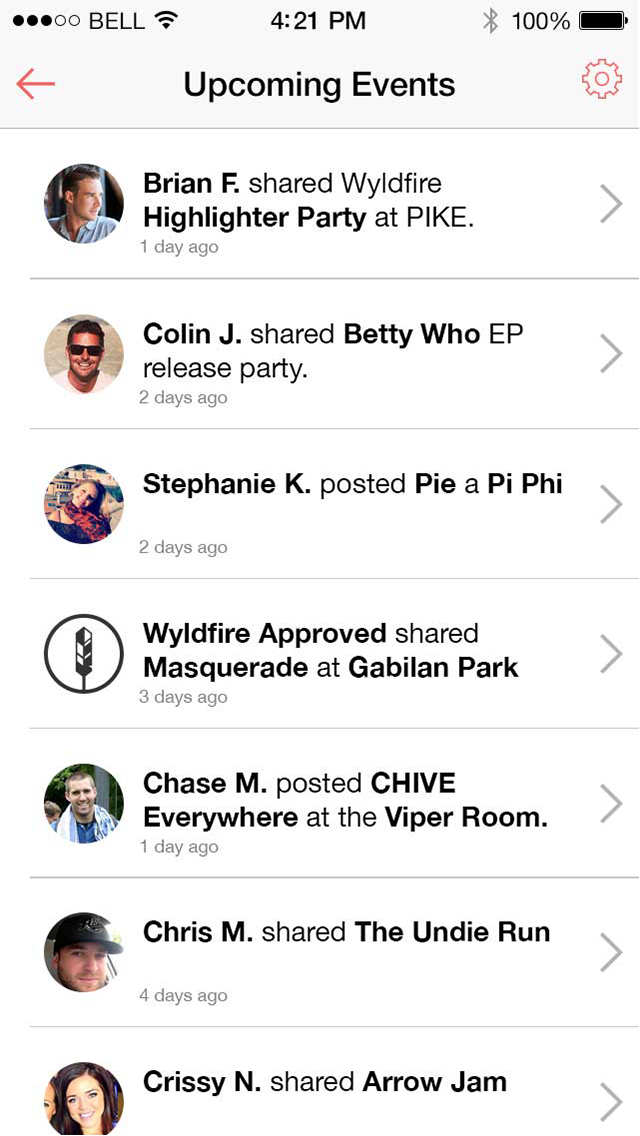 BELL 4:21 PM 100%
Upcoming Events
Brian F. shared Wyldfire
Highlighter Party at PIKE.
1 day ago
Colin J. shared Betty Who EP
release party.
2 days ago
Stephanie K. posted Pie a Pi Phi
2 days ago
Wyldfire Approved shared
Masquerade at Gabilan Park
3 days ago
Chase M. posted CHIVE
Everywhere at the Viper Room.
1 day ago
Chris M. shared The Undie Run
4 days ago
Crissy N. shared Arrow Jam